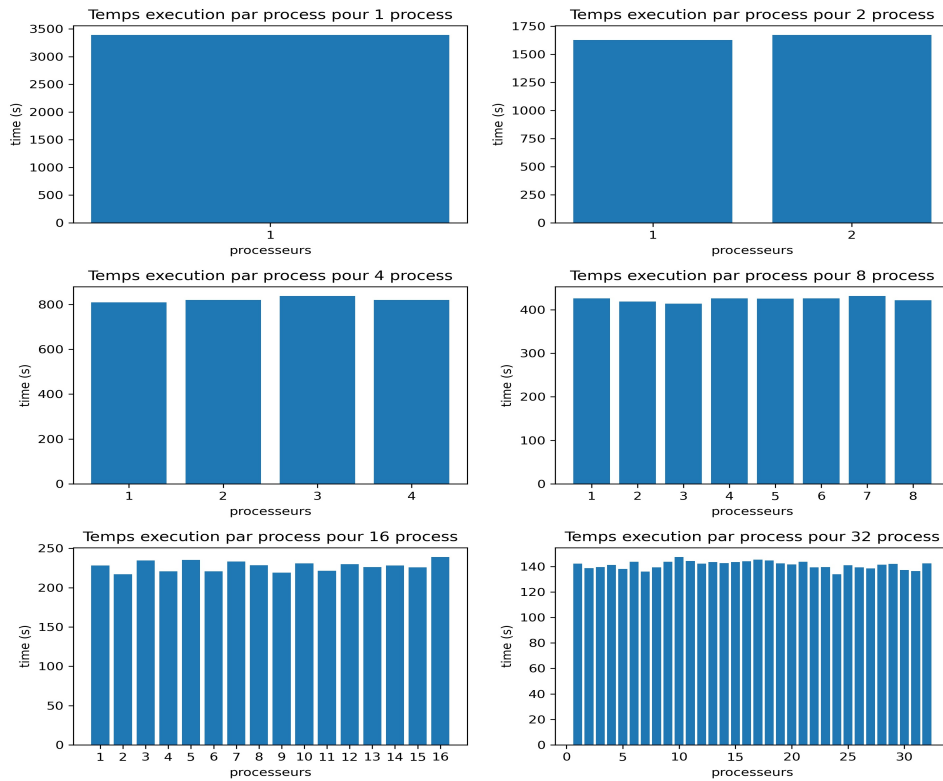 Temps execution par process pour 1 process
3500
3000
2500
2000
1500
1000
500
0
time (s)
1
processeurs
Temps execution par process pour 2 process
1750
1500
1250
1000
750
500
250
0
time (s)
1 2
processeurs
Temps execution par process pour 4 process
800
600
400
200
0
time (s)
1 2 3 4
processeurs
Temps execution par process pour 8 process
400
300
200
100
0
time (s)
1 2 3 4 5 6 7 8
processeurs
Temps execution par process pour 16 process
250
200
150
100
50
0
time (s)
1 2 3 4 5 6 7 8 9 10 11 12 13 14 15 16
processeurs
Temps execution par process pour 32 process
140
120
100
80
60
40
20
0
time (s)
0 5 10 15 20 25 30
processeurs